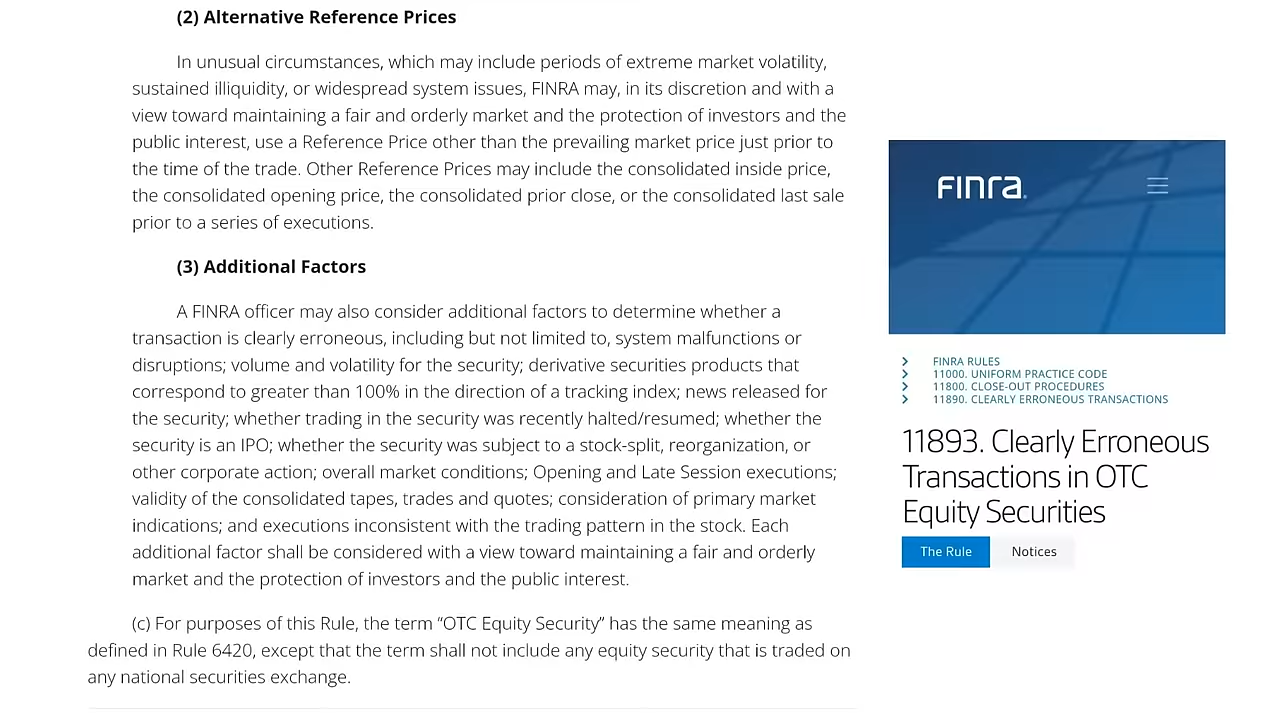 (2) Alternative Reference Prices
In unusual circumstances, which may include periods of extreme market volatility,
sustained illiquidity, or widespread system issues, FINRA may, in its discretion and with a
view toward maintaining a fair and orderly market and the protection of investors and the
public interest, use a Reference Price other than the prevailing market price just prior to
the time of the trade. Other Reference Prices may include the consolidated inside price,
the consolidated opening price, the consolidated prior close, or the consolidated last sale
prior to a series of executions.
(3) Additional Factors
A FINRA officer may also consider additional factors to determine whether a
transaction is clearly erroneous, including but not limited to, system malfunctions or
disruptions; volume and volatility for the security; derivative securities products that
correspond to greater than 100% in the direction of a tracking index; news released for
the security; whether trading in the security was recently halted/resumed; whether the
security is an IPO; whether the security was subject to a stock-split, reorganization, or
other corporate action; overall market conditions; Opening and Late Session executions;
validity of the consolidated tapes, trades and quotes; consideration of primary market
indications; and executions inconsistent with the trading pattern in the stock. Each
additional factor shall be considered with a view toward maintaining a fair and orderly
market and the protection of investors and the public interest.
(c) For purposes of this Rule, the term “OTC Equity Security” has the same meaning as
defined in Rule 6420, except that the term shall not include any equity security that is traded on
any national securities exchange.
FINRA
FINRA RULES
11000. UNIFORM PRACTICE CODE
11800. CLOSE-OUT PROCEDURES
11890. CLEARLY ERRONEOUS TRANSACTIONS
11893. Clearly Erroneous
Transactions in OTC
Equity Securities
The Rule
Notices